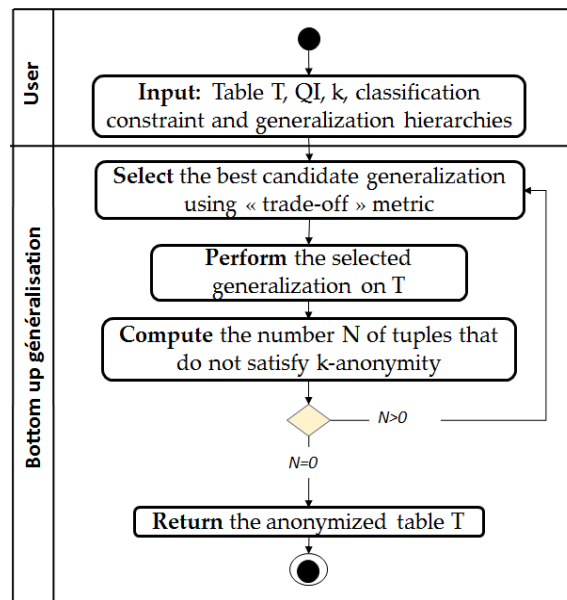 User
Input: Table T, QI, k, classification
constraint and generalization hierarchies
Bottom up généralisation
Select the best candidate generalization
using « trade-off » metric
Perform the selected
generalization on T
Compute the number N of tuples that
do not satisfy k-anonymity
N>0
N=0
Return the anonymized table T